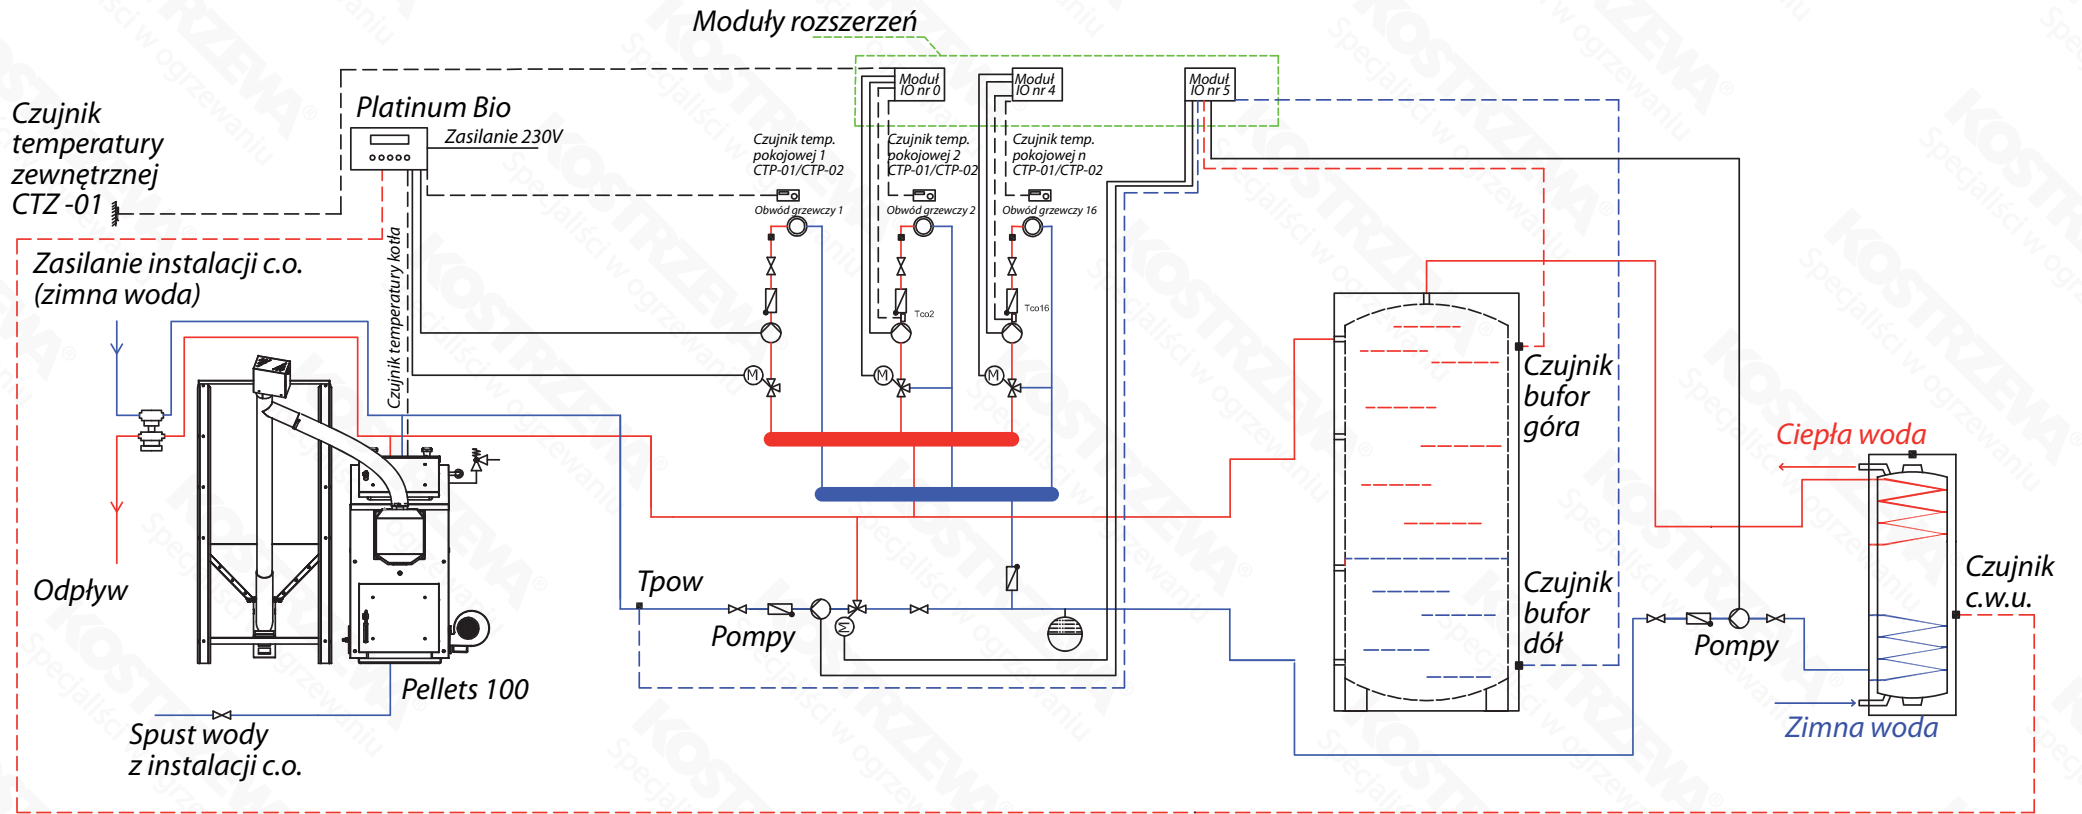 Moduły rozszerzeń
Czujnik
temperatury
zewnętrznej
CTZ -01
Platinum Bio
Zasilanie 230V
Moduł
IO nr 0
Moduł
IO nr 4
Moduł
IO nr 5
Czujnik temp.
pokojowej 1
CTP-01/CTP-02
Czujnik temp.
pokojowej 2
CTP-01/CTP-02
Czujnik temp.
pokojowej n
CTP-01/CTP-02
Obwód grzewczy 1
Obwód grzewczy 2
Obwód grzewczy 16
Czujnik temperatury kotła
Zasilanie instalacji c.o.
(zimna woda)
Tco2
Tco16
M
M
M
Czujnik
bufor
góra
Ciepła woda
Odpływ
Tpow
Pompy
M
Czujnik
bufor
dół
Pompy
Czujnik
c.w.u.
Pellets 100
Zimna woda
Spust wody
z instalacji c.o.
KOSTRZEWA®
Specjaliści w ogrzewaniu